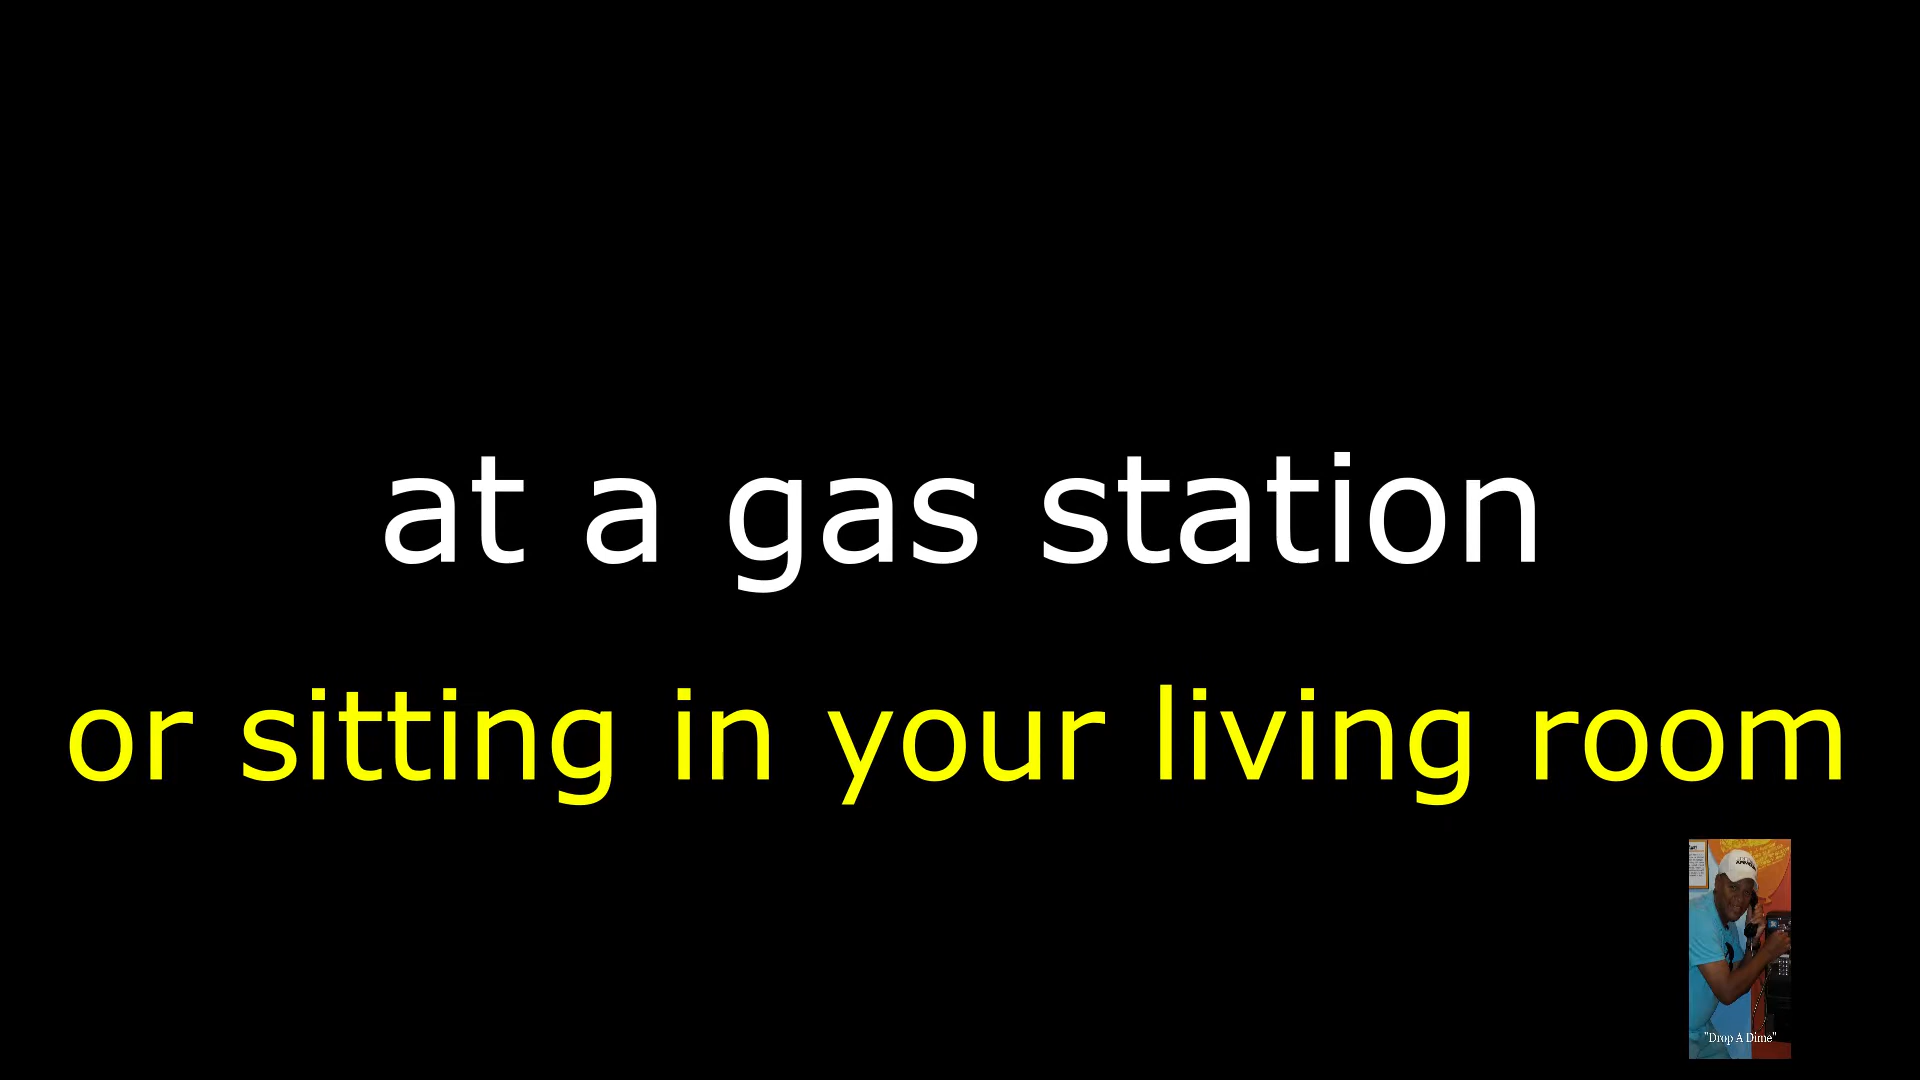 at a gas station
or sitting in your living room
"Drop A Dime"